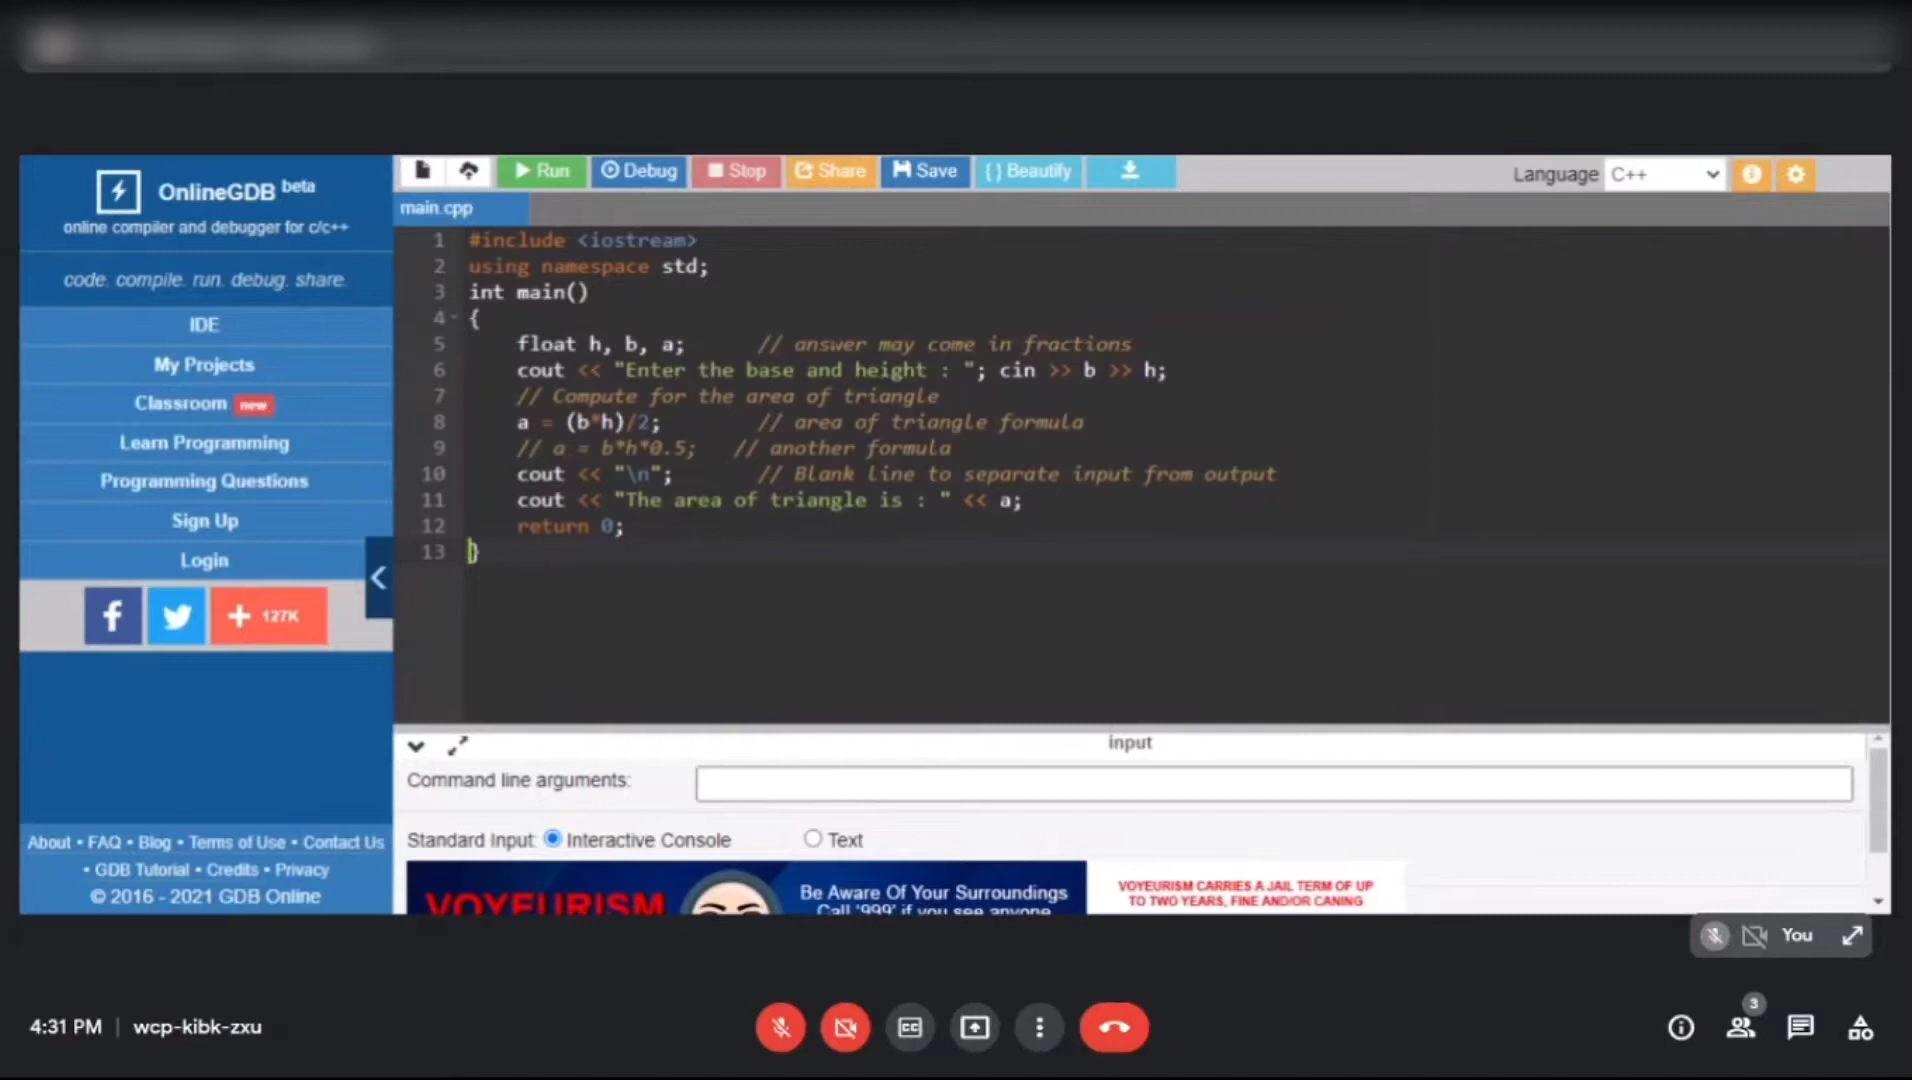 OnlineGDB beta
online compiler and debugger for c/c++
code. compile. run. debug. share.
IDE
My Projects
Classroom new
Learn Programming
Programming Questions
Sign Up
Login
127K
About • FAQ • Blog • Terms of Use • Contact Us
• GDB Tutorial • Credits • Privacy
© 2016 - 2021 GDB Online
Run Debug Stop Share Save {} Beautify
Language C++
main.cpp
1 #include <iostream>
2 using namespace std;
3 int main()
4 {
5 float h, b, a; // answer may come in fractions
6 cout << "Enter the base and height : "; cin >> b >> h;
7 // Compute for the area of triangle
8 a = (b*h)/2; // area of triangle formula
9 // a = b*h*0.5; // another formula
10 cout << "\n"; // Blank line to separate input from output
11 cout << "The area of triangle is : " << a;
12 return 0;
13 }
input
Command line arguments:
Standard Input: Interactive Console Text
VOYEURISM
Be Aware Of Your Surroundings
Call '999' if you see anyone
VOYEURISM CARRIES A JAIL TERM OF UP
TO TWO YEARS, FINE AND/OR CANING
You
4:31 PM | wcp-kibk-zxu
CC
3